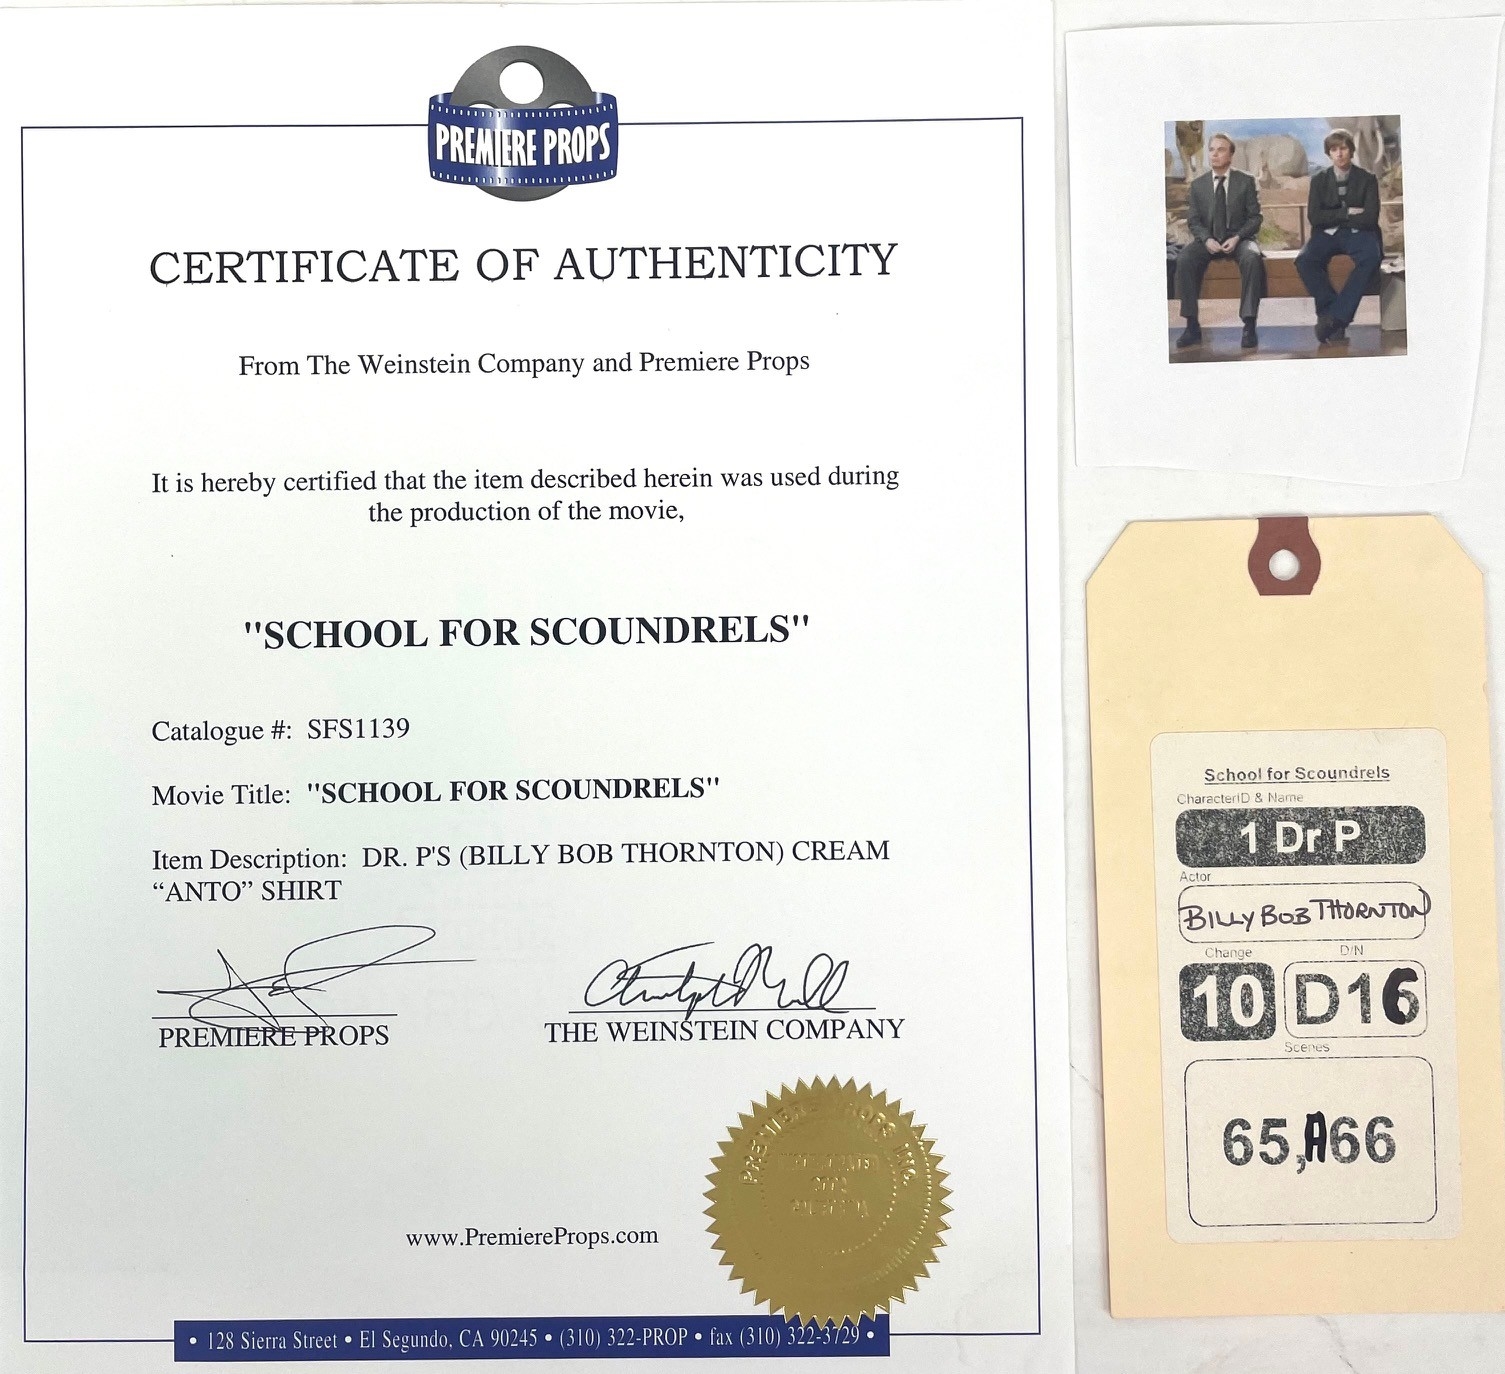 PREMIERE PROPS
CERTIFICATE OF AUTHENTICITY
From The Weinstein Company and Premiere Props
It is hereby certified that the item described herein was used during
the production of the movie,
"SCHOOL FOR SCOUNDRELS"
Catalogue #: SFS1139
Movie Title: "SCHOOL FOR SCOUNDRELS"
Item Description: DR. P'S (BILLY BOB THORNTON) CREAM
“ANTO” SHIRT
PREMIERE PROPS
THE WEINSTEIN COMPANY
PREMIERE PROPS INC.
www.PremiereProps.com
• 128 Sierra Street • El Segundo, CA 90245 • (310) 322-PROP • fax (310) 322-3729 •
School for Scoundrels
CharacterID & Name
1 Dr P
Actor
BILLY BOB THORNTON
Change
D/N
10
D16
Scenes
65,A66